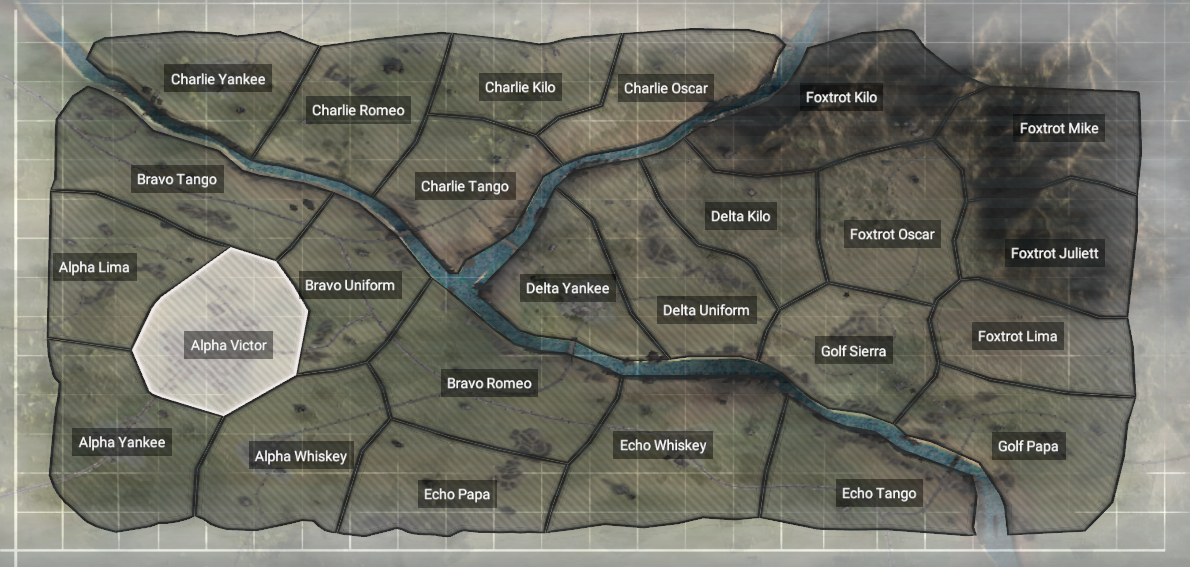 Charlie Yankee
Charlie Romeo
Charlie Kilo
Charlie Oscar
Foxtrot Kilo
Foxtrot Mike
Bravo Tango
Charlie Tango
Delta Kilo
Foxtrot Oscar
Foxtrot Juliett
Alpha Lima
Bravo Uniform
Delta Yankee
Delta Uniform
Foxtrot Lima
Alpha Victor
Golf Sierra
Bravo Romeo
Alpha Yankee
Alpha Whiskey
Echo Whiskey
Golf Papa
Echo Papa
Echo Tango